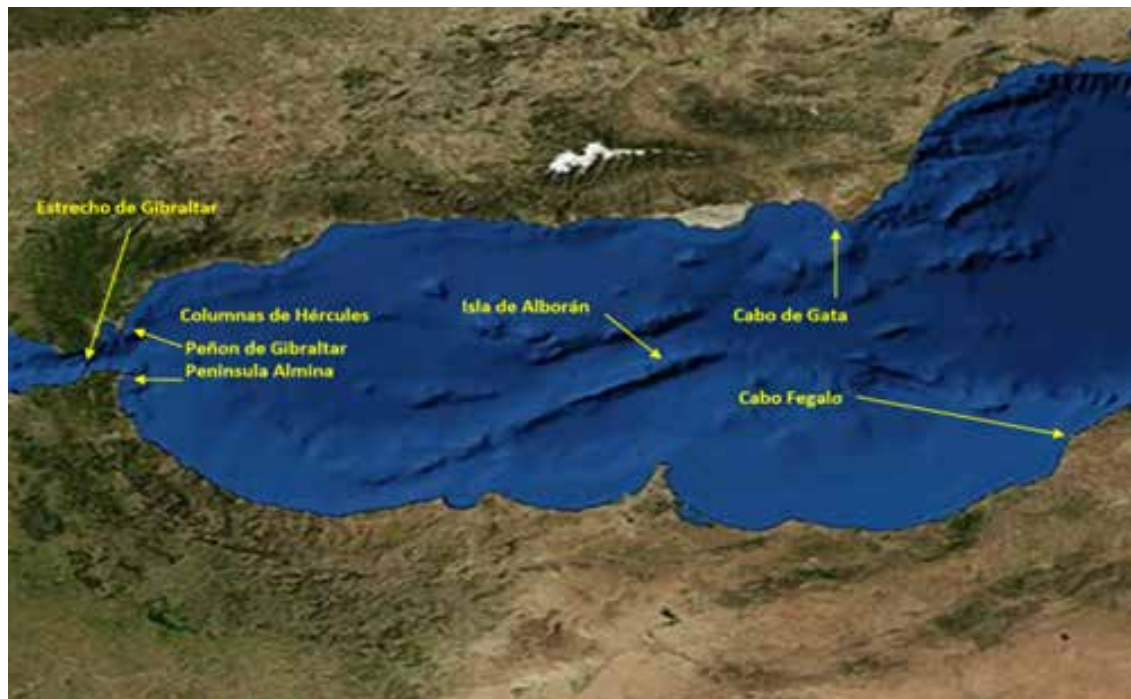 Estrecho de Gibraltar
Columnas de Hércules
Isla de Alborán
Cabo de Gata
Peñon de Gibraltar
Peninsula Almina
Cabo Fegalo